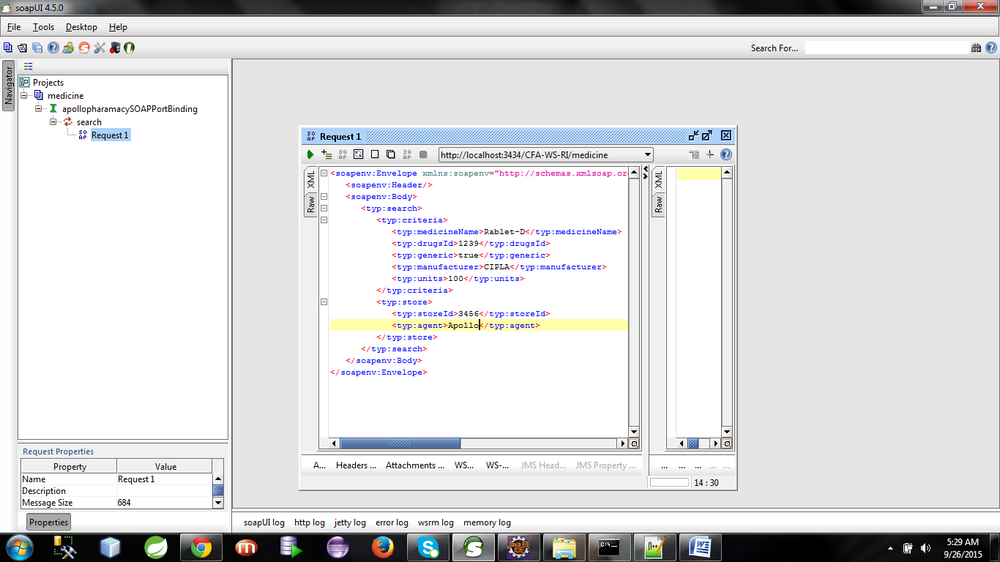 soapUI 4.5.0
File Tools Desktop Help
Search For...
Navigator
Projects
medicine
apollopharamacySOAPPortBinding
search
Request 1
Request 1
http://localhost:3434/CFA-WS-RI/medicine
XML
Raw
<soapenv:Envelope xmlns:soapenv="http://schemas.xmlsoap.or
<soapenv:Header/>
<soapenv:Body>
<typ:search>
<typ:criteria>
<typ:medicineName>Rablet-D</typ:medicineName>
<typ:drugsId>1239</typ:drugsId>
<typ:generic>true</typ:generic>
<typ:manufacturer>CIPLA</typ:manufacturer>
<typ:units>100</typ:units>
</typ:criteria>
<typ:store>
<typ:storeId>3456</typ:storeId>
<typ:agent>Apollo</typ:agent>
</typ:store>
</typ:search>
</soapenv:Body>
</soapenv:Envelope>
XML
Raw
A... Headers ... Attachments ... WS... WS-... JMS Head... JMS Property ...
... ... ... ... ...
14 : 30
Request Properties
Property Value
Name Request 1
Description
Message Size 684
Properties
soapUI log http log jetty log error log wsrm log memory log
Java EE
IDE
C:\_
5:29 AM
9/26/2015